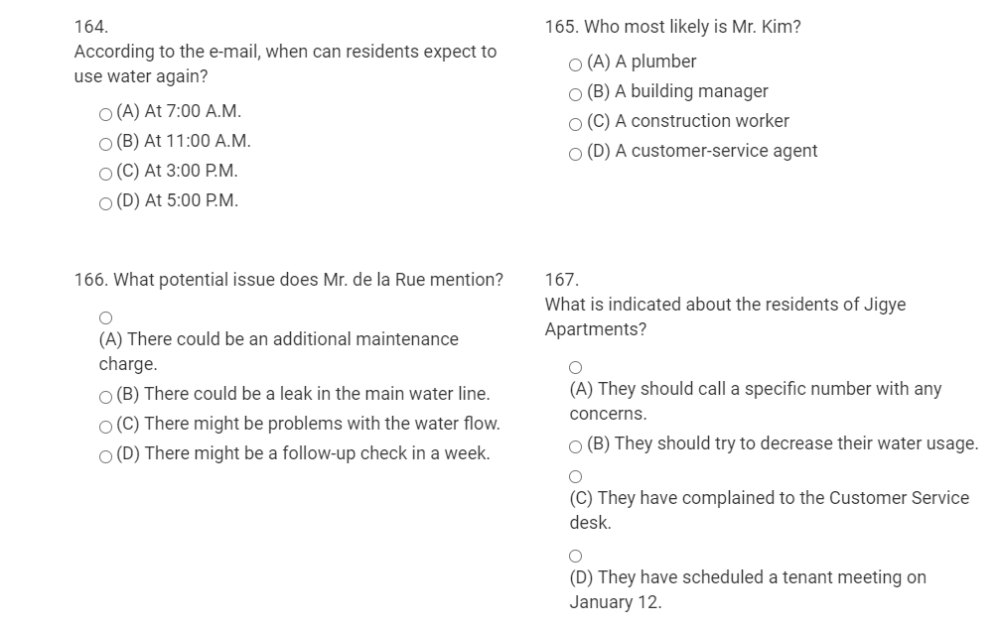 164.
According to the e-mail, when can residents expect to
use water again?
(A) At 7:00 A.M.
(B) At 11:00 A.M.
(C) At 3:00 P.M.
(D) At 5:00 P.M.
165. Who most likely is Mr. Kim?
(A) A plumber
(B) A building manager
(C) A construction worker
(D) A customer-service agent
166. What potential issue does Mr. de la Rue mention?
(A) There could be an additional maintenance
charge.
(B) There could be a leak in the main water line.
(C) There might be problems with the water flow.
(D) There might be a follow-up check in a week.
167.
What is indicated about the residents of Jigye
Apartments?
(A) They should call a specific number with any
concerns.
(B) They should try to decrease their water usage.
(C) They have complained to the Customer Service
desk.
(D) They have scheduled a tenant meeting on
January 12.